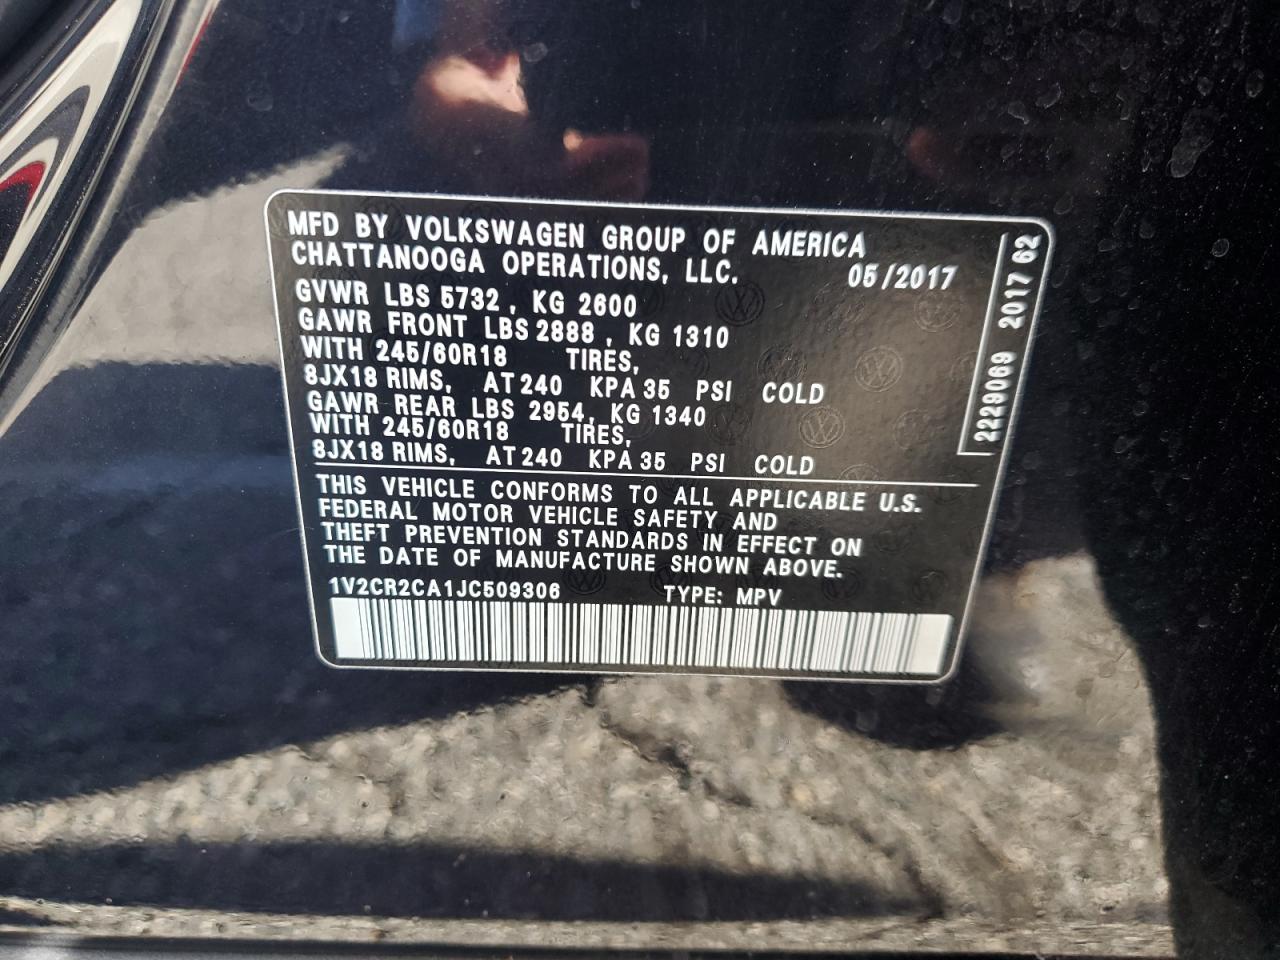 MFD BY VOLKSWAGEN GROUP OF AMERICA
CHATTANOOGA OPERATIONS, LLC. 05/2017
GVWR LBS 5732, KG 2600
GAWR FRONT LBS 2888, KG 1310
WITH 245/60R18 TIRES,
8JX18 RIMS, AT 240 KPA 35 PSI COLD
GAWR REAR LBS 2954, KG 1340
WITH 245/60R18 TIRES,
8JX18 RIMS, AT 240 KPA 35 PSI COLD
THIS VEHICLE CONFORMS TO ALL APPLICABLE U.S.
FEDERAL MOTOR VEHICLE SAFETY AND
THEFT PREVENTION STANDARDS IN EFFECT ON
THE DATE OF MANUFACTURE SHOWN ABOVE.
1V2CR2CA1JC509306 TYPE: MPV
2229069 2017 62